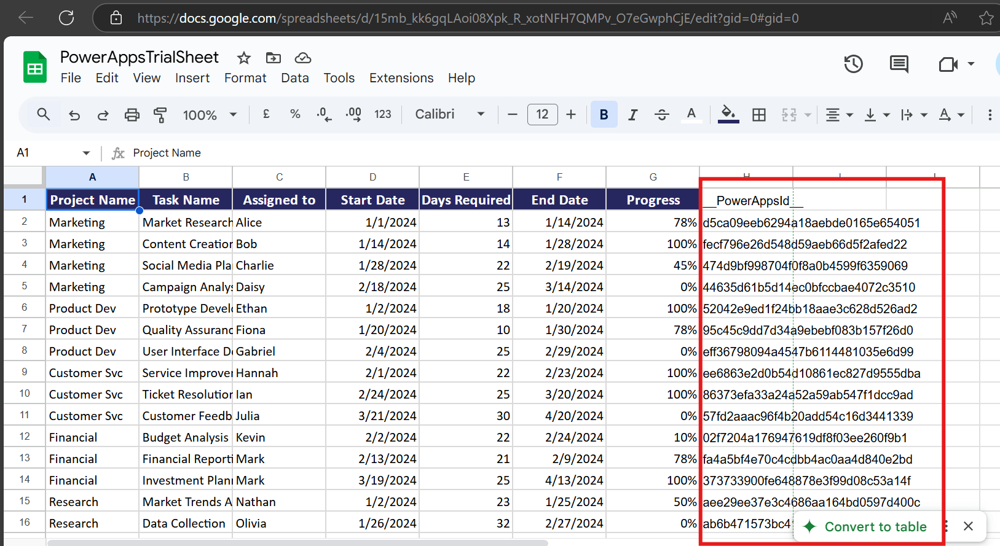 https://docs.google.com/spreadsheets/d/15mb_kk6gqLAoi08Xpk_R_xotNFH7QMPv_O7eGwphCjE/edit?gid=0#gid=0
PowerAppsTrialSheet
File Edit View Insert Format Data Tools Extensions Help
100% £ % .0 .00 123 Calibri 12 B I A A
A1 fx Project Name
A B C D E F G H I J
1 Project Name Task Name Assigned to Start Date Days Required End Date Progress __PowerAppsId__
2 Marketing Market Research Alice 1/1/2024 13 1/14/2024 78% d5ca09eeb6294a18aebde0165e654051
3 Marketing Content Creation Bob 1/14/2024 14 1/28/2024 100% fecf796e26d548d59aeb66d5f2afed22
4 Marketing Social Media Pla Charlie 1/28/2024 22 2/19/2024 45% 474d9bf998704f0f8a0b4599f6359069
5 Marketing Campaign Analys Daisy 2/18/2024 25 3/14/2024 0% 44635d61b5d14ec0bfccbae4072c3510
6 Product Dev Prototype Develo Ethan 1/2/2024 18 1/20/2024 100% 52042e9ed1f24bb18aae3c628d526ad2
7 Product Dev Quality Assuranc Fiona 1/20/2024 10 1/30/2024 78% 95c45c9dd7d34a9ebebf083b157f26d0
8 Product Dev User Interface De Gabriel 2/4/2024 25 2/29/2024 0% eff36798094a4547b6114481035e6d99
9 Customer Svc Service Improver Hannah 2/1/2024 22 2/23/2024 100% ee6863e2d0b54d10861ec827d9555dba
10 Customer Svc Ticket Resolution Ian 2/24/2024 25 3/20/2024 100% 86373efa33a24a52a59ab547f1dcc9ad
11 Customer Svc Customer Feedb Julia 3/21/2024 30 4/20/2024 0% 57fd2aaac96f4b20add54c16d3441339
12 Financial Budget Analysis Kevin 2/2/2024 22 2/24/2024 10% 02f7204a176947619df8f03ee260f9b1
13 Financial Financial Reporti Mark 2/13/2024 21 2/9/2024 78% fa4a5bf4e70c4cdbb4ac0aa4d840e2bd
14 Financial Investment Plann Mark 3/19/2024 25 4/13/2024 100% 373733900fe648878e3f99d08c53a14f
15 Research Market Trends A Nathan 1/2/2024 23 1/25/2024 50% aee29ee37e3c4686aa164bd0597d400c
16 Research Data Collection Olivia 1/26/2024 32 2/27/2024 0% ab6b471573bc4
Convert to table